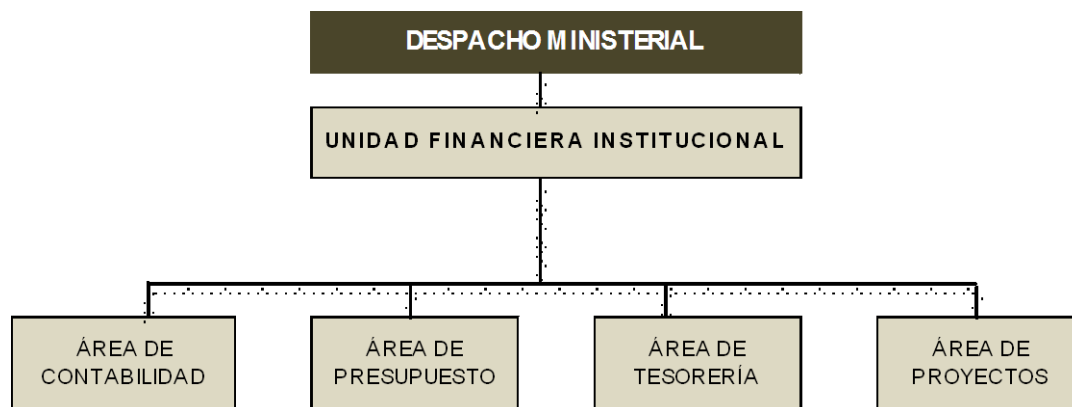 DESPACHO MINISTERIAL
UNIDAD FINANCIERA INSTITUCIONAL
ÁREA DE
CONTABILIDAD
ÁREA DE
PRESUPUESTO
ÁREA DE
TESORERÍA
ÁREA DE
PROYECTOS